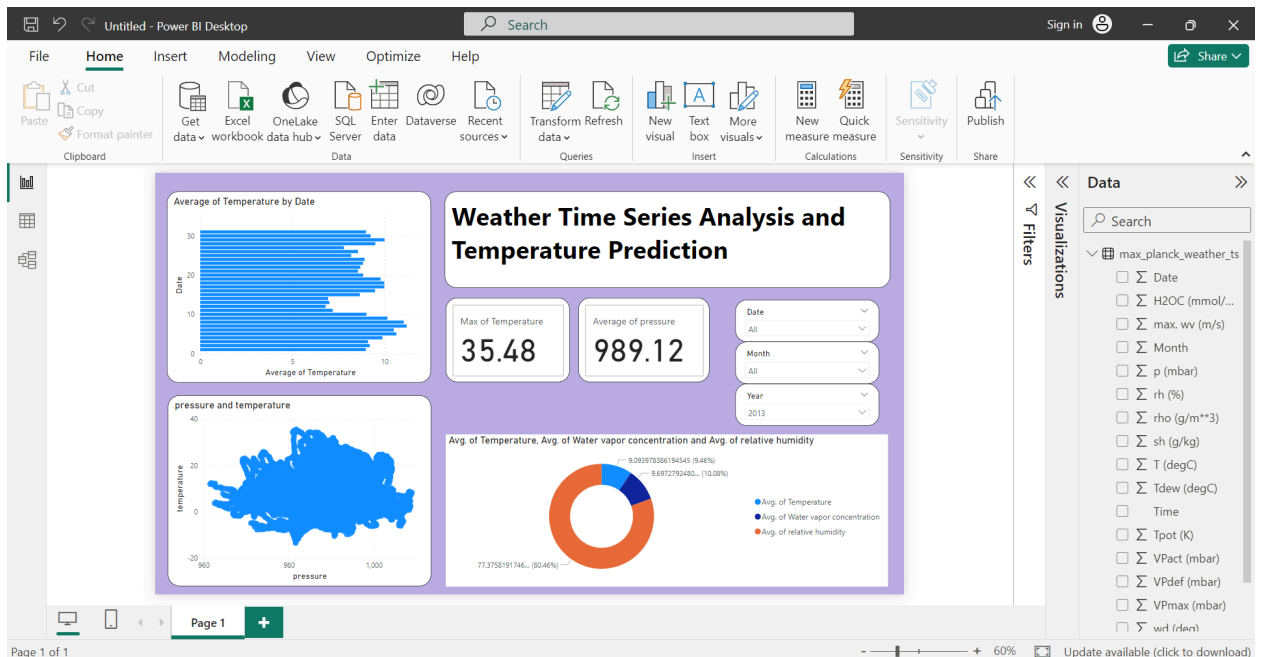 Untitled - Power BI Desktop
Search
Sign in
File Home Insert Modeling View Optimize Help
Share
Paste
Cut
Copy
Format painter
Clipboard
Get data
Excel workbook
OneLake data hub
SQL Server
Enter data
Dataverse
Recent sources
Data
Transform data
Refresh
Queries
New visual
Text box
More visuals
Insert
New measure
Quick measure
Calculations
Sensitivity
Sensitivity
Publish
Share
Average of Temperature by Date
30
20
10
0
Date
0 5 10
Average of Temperature
Weather Time Series Analysis and
Temperature Prediction
Max of Temperature
35.48
Average of pressure
989.12
Date
All
Month
All
Year
2013
pressure and temperature
40
20
0
-20
temperature
960 980 1,000
pressure
Avg. of Temperature, Avg. of Water vapor concentration and Avg. of relative humidity
9.093978386194545 (9.46%)
9.6972792480... (10.08%)
77.3758191746... (80.46%)
Avg. of Temperature
Avg. of Water vapor concentration
Avg. of relative humidity
Filters
Visualizations
Data
Search
max_planck_weather_ts
Date
H2OC (mmol/...
max. wv (m/s)
Month
p (mbar)
rh (%)
rho (g/m**3)
sh (g/kg)
T (degC)
Tdew (degC)
Time
Tpot (K)
VPact (mbar)
VPdef (mbar)
VPmax (mbar)
wd (deg)
Page 1
Page 1 of 1
- + 60%
Update available (click to download)